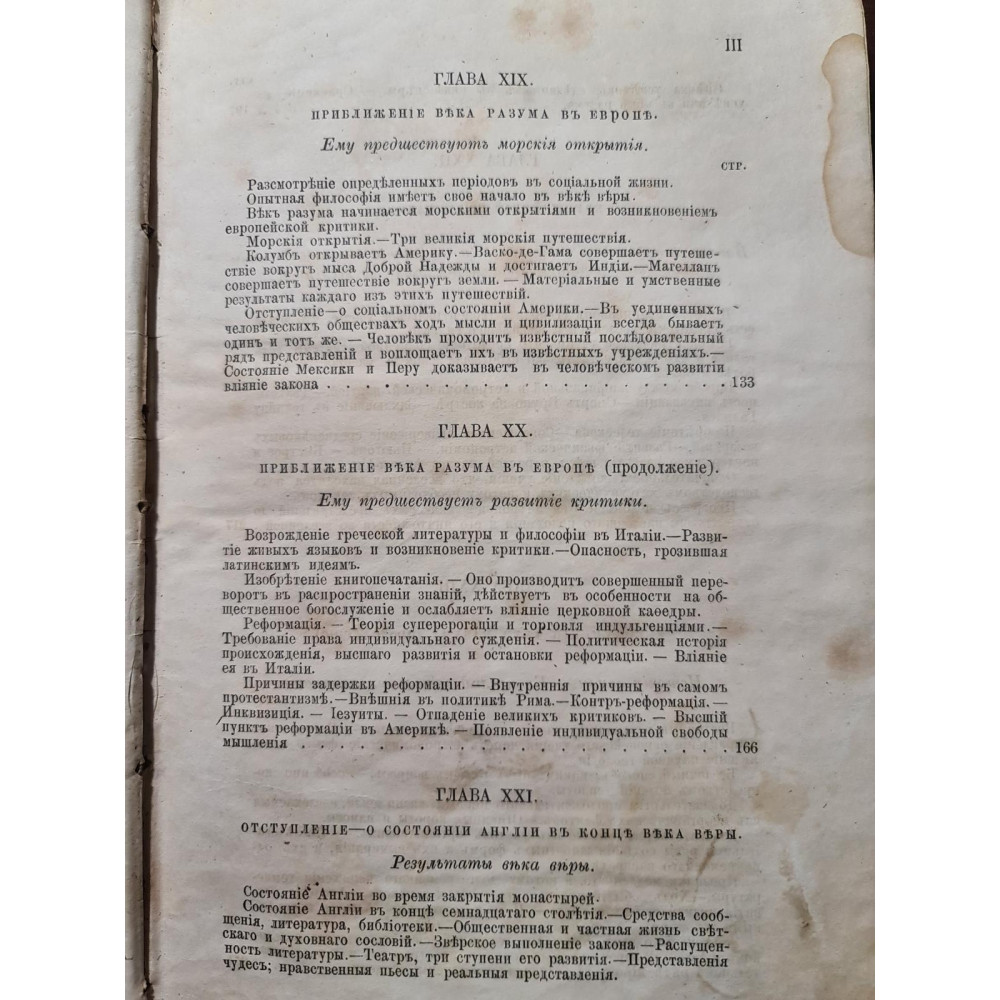 III
ГЛАВА XIX.
ПРИБЛИЖЕНІЕ ВѢКА РАЗУМА ВЪ ЕВРОПѢ.
Ему предшествуютъ морскія открытія.
СТР.
Разсмотрѣніе опредѣленныхъ періодовъ въ соціальной жизни.
Опытная философія имѣетъ свое начало въ вѣкѣ вѣры.
Вѣкъ разума начинается морскими открытіями и возникновеніемъ
европейской критики.
Морскія открытія.—Три великія морскія путешествія.
Колумбъ открываетъ Америку.—Васко-де-Гама совершаетъ путеше-
ствіе вокругъ мыса Доброй Надежды и достигаетъ Индіи.—Магелланъ
совершаетъ путешествіе вокругъ земли. — Матеріальные и умственные
результаты каждаго изъ этихъ путешествій.
Отступленіе—о соціальномъ состояніи Америки.—Въ уединенныхъ
человѣческихъ обществахъ ходъ мысли и цивилизаціи всегда бываетъ
одинъ и тотъ же. — Человѣкъ проходитъ извѣстный послѣдовательный
рядъ представленій и воплощаетъ ихъ въ извѣстныхъ учрежденіяхъ.—
Состояніе Мексики и Перу доказываетъ въ человѣческомъ развитіи
вліяніе закона . . . . . . . . . . . . . . . . . . . . 133
ГЛАВА XX.
ПРИБЛИЖЕНІЕ ВѢКА РАЗУМА ВЪ ЕВРОПѢ (продолженіе).
Ему предшествуетъ развитіе критики.
Возрожденіе греческой литературы и философіи въ Италіи.—Разви-
тіе живыхъ языковъ и возникновеніе критики.—Опасность, грозившая
латинскимъ идеямъ.
Изобрѣтеніе книгопечатанія. — Оно производитъ совершенный пере-
воротъ въ распространеніи знаній, дѣйствуетъ въ особенности на об-
щественное богослуженіе и ослабляетъ вліяніе церковной каѳедры.
Реформація. — Теорія суперерогаціи и торговля индульгенціями.—
Требованіе права индивидуальнаго сужденія. — Политическая исторія
происхожденія, высшаго развитія и остановки реформаціи. — Вліяніе
ея въ Италіи.
Причины задержки реформаціи. — Внутреннія причины въ самомъ
протестантизмѣ.—Внѣшнія въ политикѣ Рима.—Контръ-реформація.—
Инквизиція. — Іезуиты. — Отпаденіе великихъ критиковъ. — Высшій
пунктъ реформаціи въ Америкѣ. — Появленіе индивидуальной свободы
мышленія . . . . . . . . . . . . . . . . . . . . . 166
ГЛАВА XXI.
ОТСТУПЛЕНІЕ—О СОСТОЯНІИ АНГЛІИ ВЪ КОНЦѢ ВѢКА ВѢРЫ.
Результаты вѣка вѣры.
Состояніе Англіи во время закрытія монастырей.
Состояніе Англіи въ концѣ семнадцатаго столѣтія.—Средства сооб-
щенія, литература, библіотеки.—Общественная и частная жизнь свѣт-
скаго и духовнаго сословій.—Звѣрское выполненіе закона —Распущен-
ность литературы.—Театръ, три ступени его развитія.—Представленія
чудесъ; нравственныя пьесы и реальныя представленія.